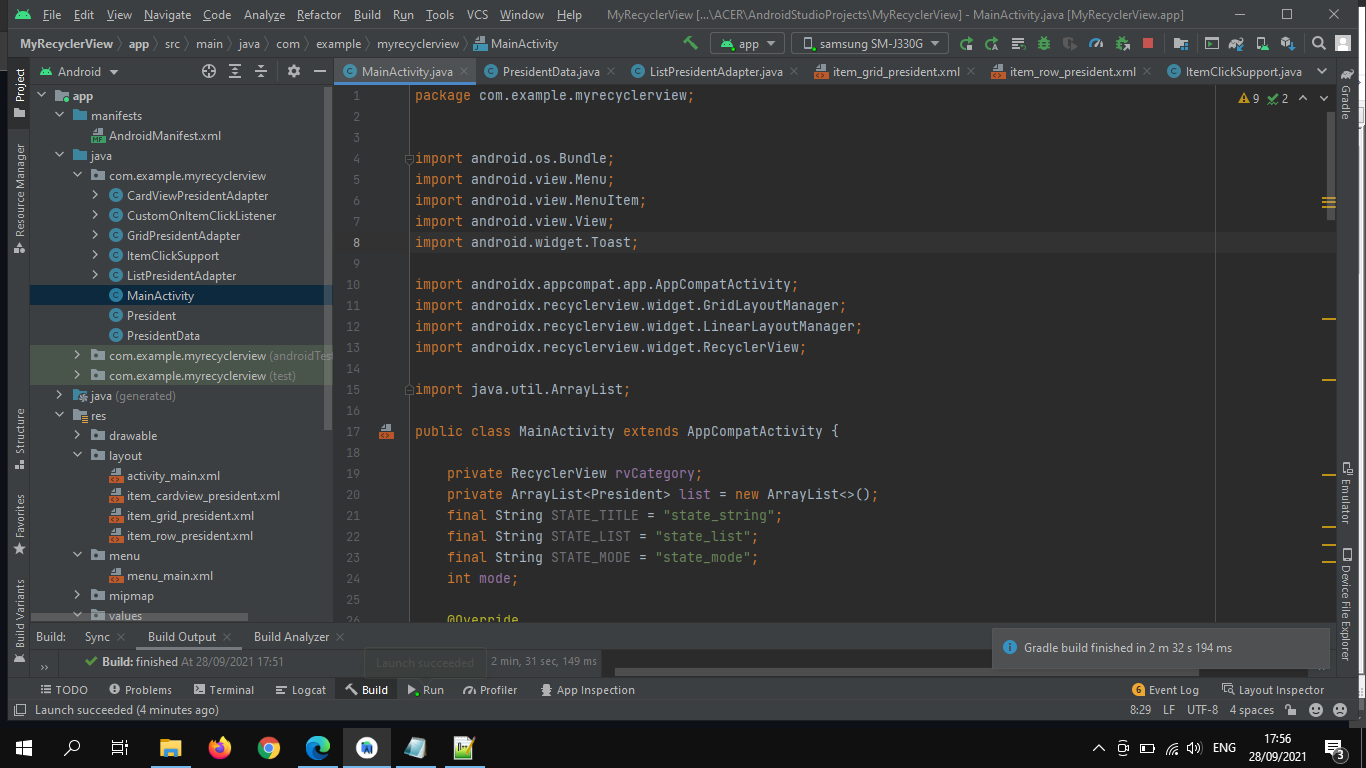 File Edit View Navigate Code Analyze Refactor Build Run Tools VCS Window Help MyRecyclerView [...\ACER\AndroidStudioProjects\MyRecyclerView] - MainActivity.java [MyRecyclerView.app]
MyRecyclerView app src main java com example myrecyclerview MainActivity app samsung SM-J330G
Android
MainActivity.java PresidentData.java ListPresidentAdapter.java item_grid_president.xml item_row_president.xml ItemClickSupport.java
Project
Resource Manager
Structure
Favorites
Build Variants
app
manifests
AndroidManifest.xml
java
com.example.myrecyclerview
CardViewPresidentAdapter
CustomOnItemClickListener
GridPresidentAdapter
ItemClickSupport
ListPresidentAdapter
MainActivity
President
PresidentData
com.example.myrecyclerview (androidTest
com.example.myrecyclerview (test)
java (generated)
res
drawable
layout
activity_main.xml
item_cardview_president.xml
item_grid_president.xml
item_row_president.xml
menu
menu_main.xml
mipmap
values
9 2
1 package com.example.myrecyclerview;
2
3
4 import android.os.Bundle;
5 import android.view.Menu;
6 import android.view.MenuItem;
7 import android.view.View;
8 import android.widget.Toast;
9
10 import androidx.appcompat.app.AppCompatActivity;
11 import androidx.recyclerview.widget.GridLayoutManager;
12 import androidx.recyclerview.widget.LinearLayoutManager;
13 import androidx.recyclerview.widget.RecyclerView;
14
15 import java.util.ArrayList;
16
17 public class MainActivity extends AppCompatActivity {
18
19 private RecyclerView rvCategory;
20 private ArrayList<President> list = new ArrayList<>();
21 final String STATE_TITLE = "state_string";
22 final String STATE_LIST = "state_list";
23 final String STATE_MODE = "state_mode";
24 int mode;
25
26 @Override
Gradle
Emulator
Device File Explorer
Build: Sync Build Output Build Analyzer
Build: finished At 28/09/2021 17:51 Launch succeeded 2 min, 31 sec, 149 ms
Gradle build finished in 2 m 32 s 194 ms
TODO Problems Terminal Logcat Build Run Profiler App Inspection 6 Event Log Layout Inspector
Launch succeeded (4 minutes ago) 8:29 LF UTF-8 4 spaces
ENG
17:56
28/09/2021
3